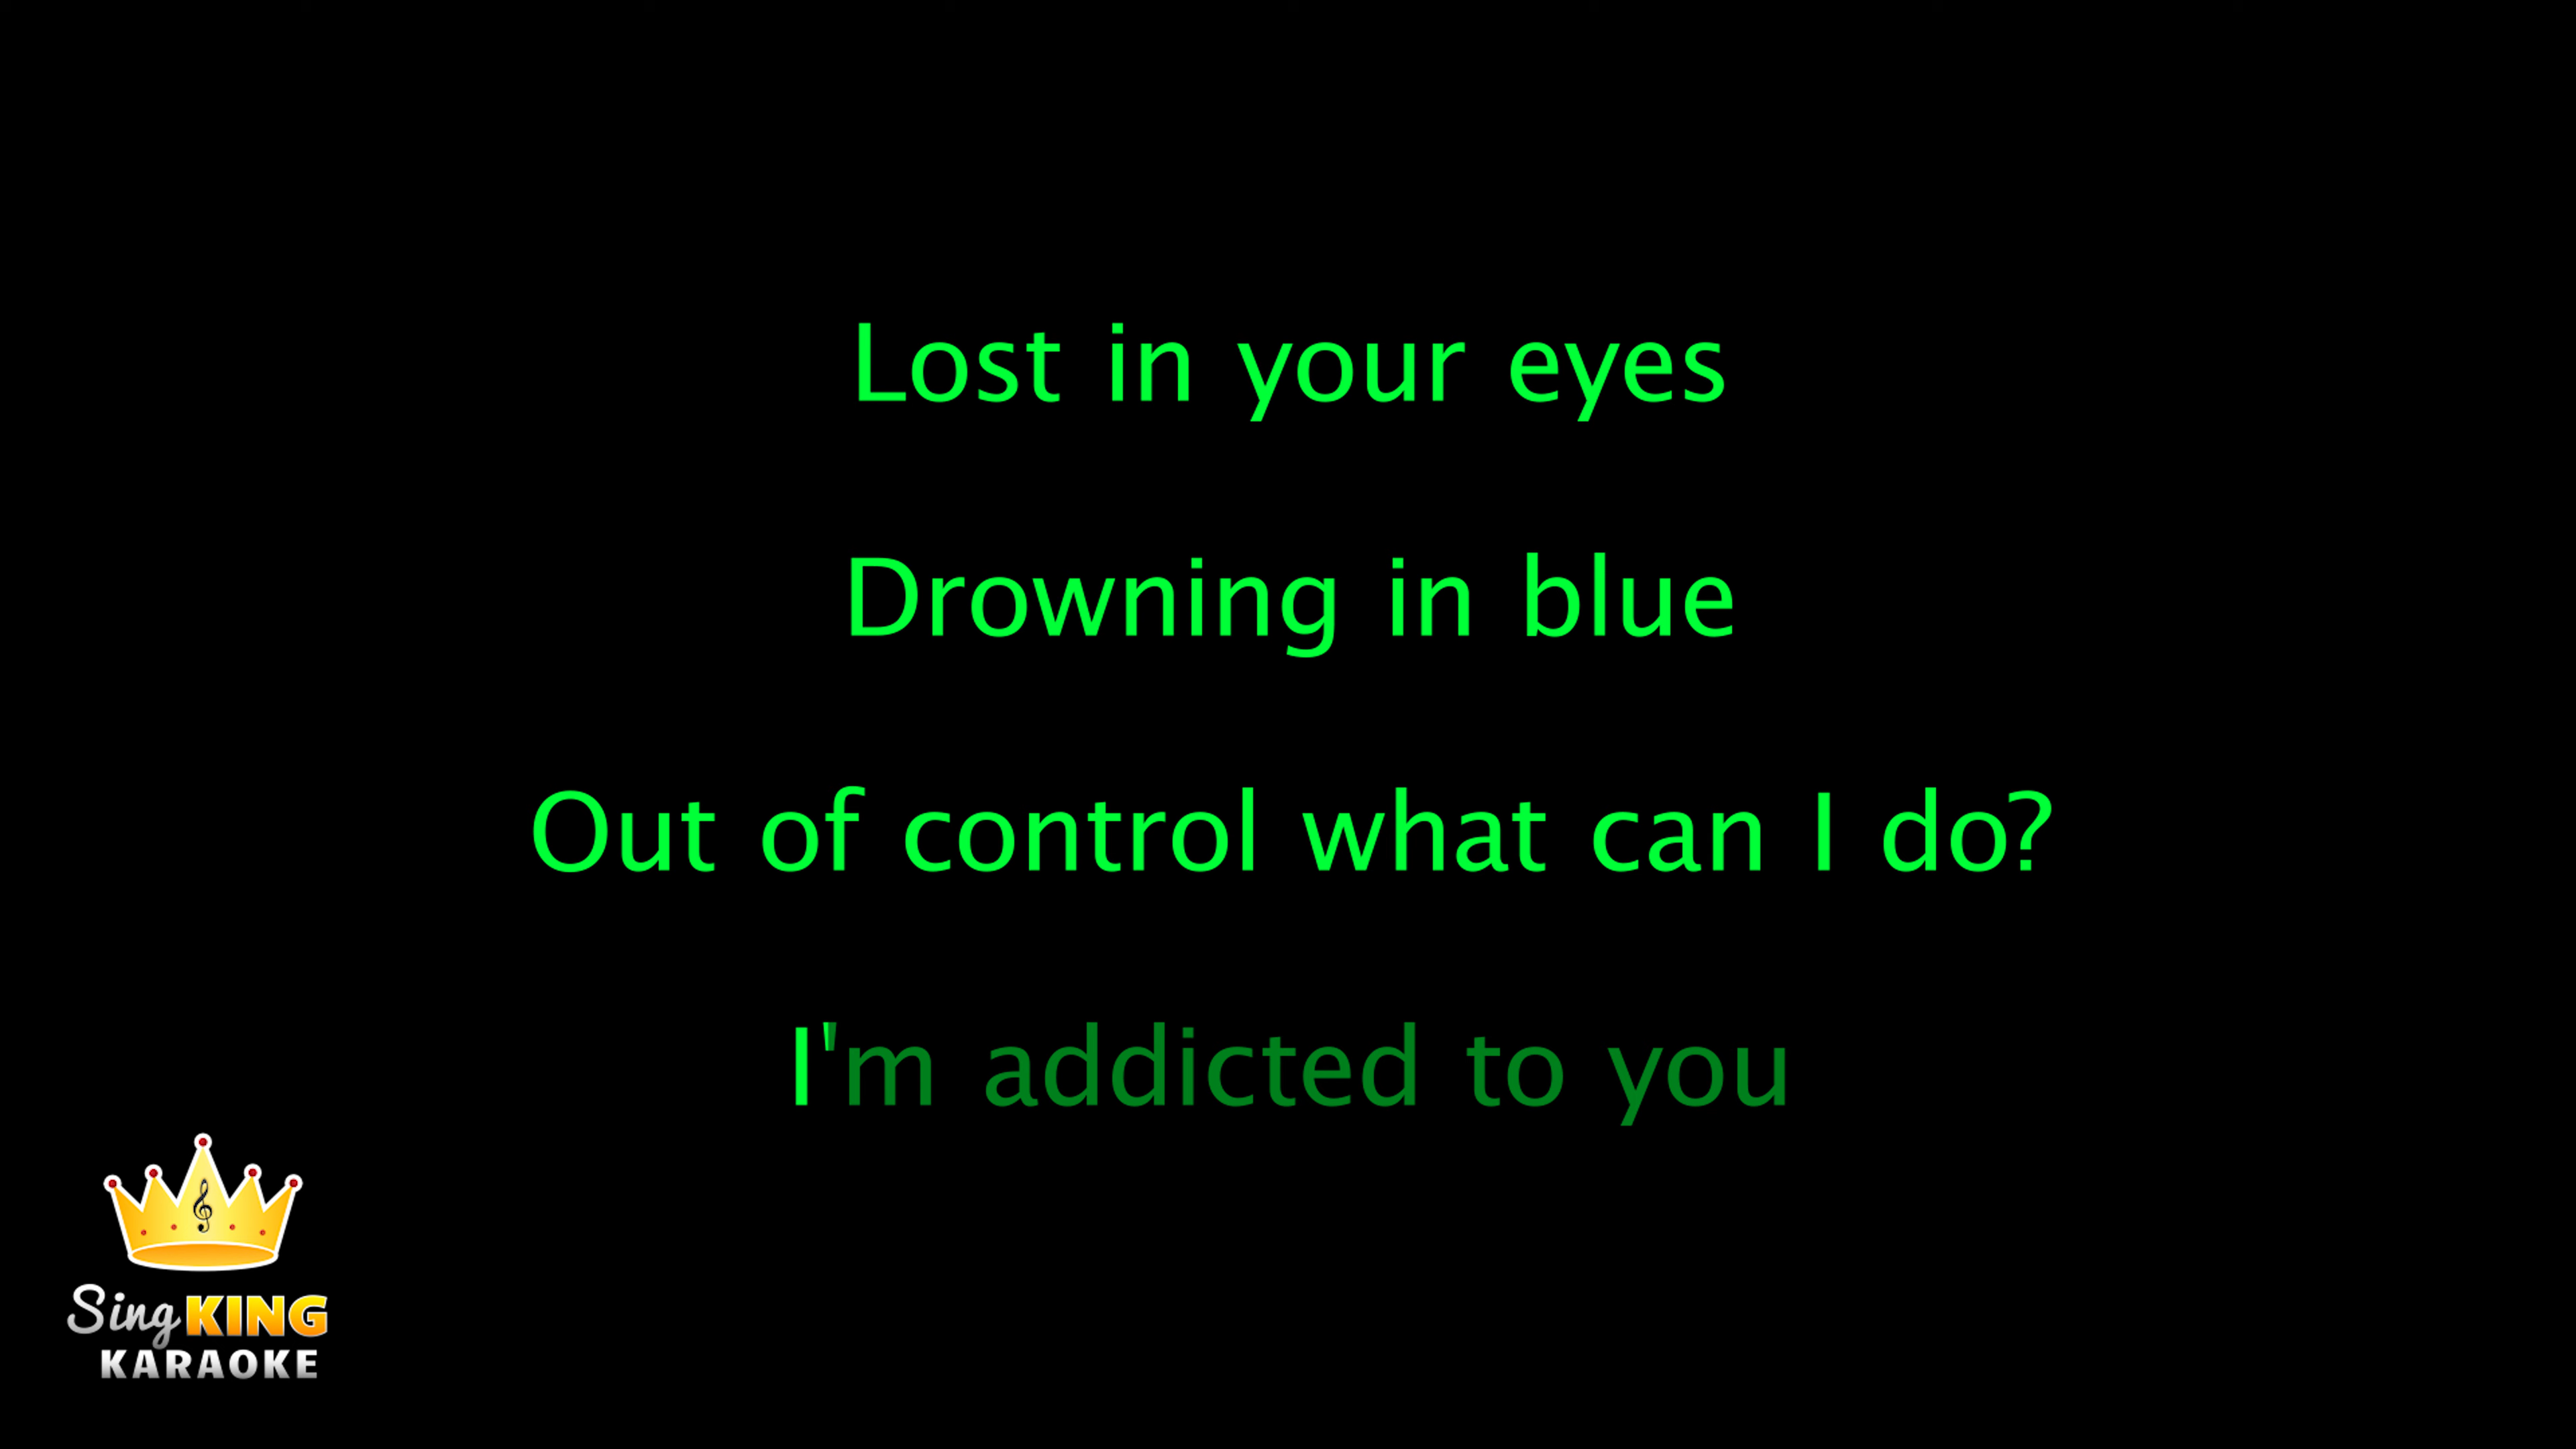 Lost in your eyes
Drowning in blue
Out of control what can I do?
I'm addicted to you
Sing KING
KARAOKE